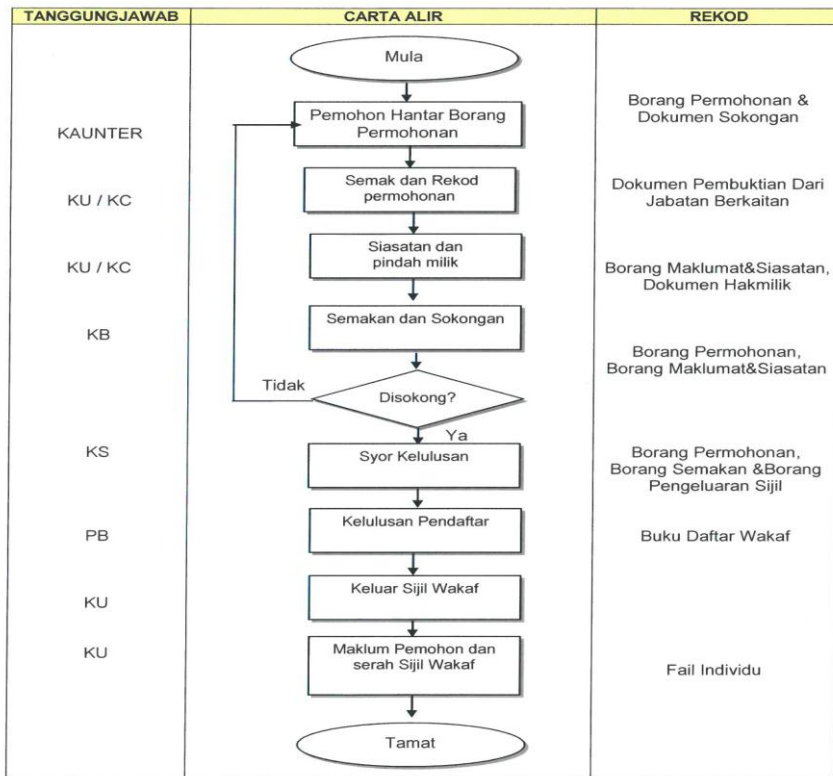 TANGGUNGJAWAB CARTA ALIR REKOD
Mula
KAUNTER
Pemohon Hantar Borang
Permohonan
Borang Permohonan &
Dokumen Sokongan
KU / KC
Semak dan Rekod
permohonan
Dokumen Pembuktian Dari
Jabatan Berkaitan
KU / KC
Siasatan dan
pindah milik
Borang Maklumat&Siasatan,
Dokumen Hakmilik
KB
Semakan dan Sokongan
Borang Permohonan,
Borang Maklumat&Siasatan
Tidak
Disokong?
Ya
KS
Syor Kelulusan
Borang Permohonan,
Borang Semakan &Borang
Pengeluaran Sijil
PB
Kelulusan Pendaftar
Buku Daftar Wakaf
KU
Keluar Sijil Wakaf
KU
Maklum Pemohon dan
serah Sijil Wakaf
Fail Individu
Tamat